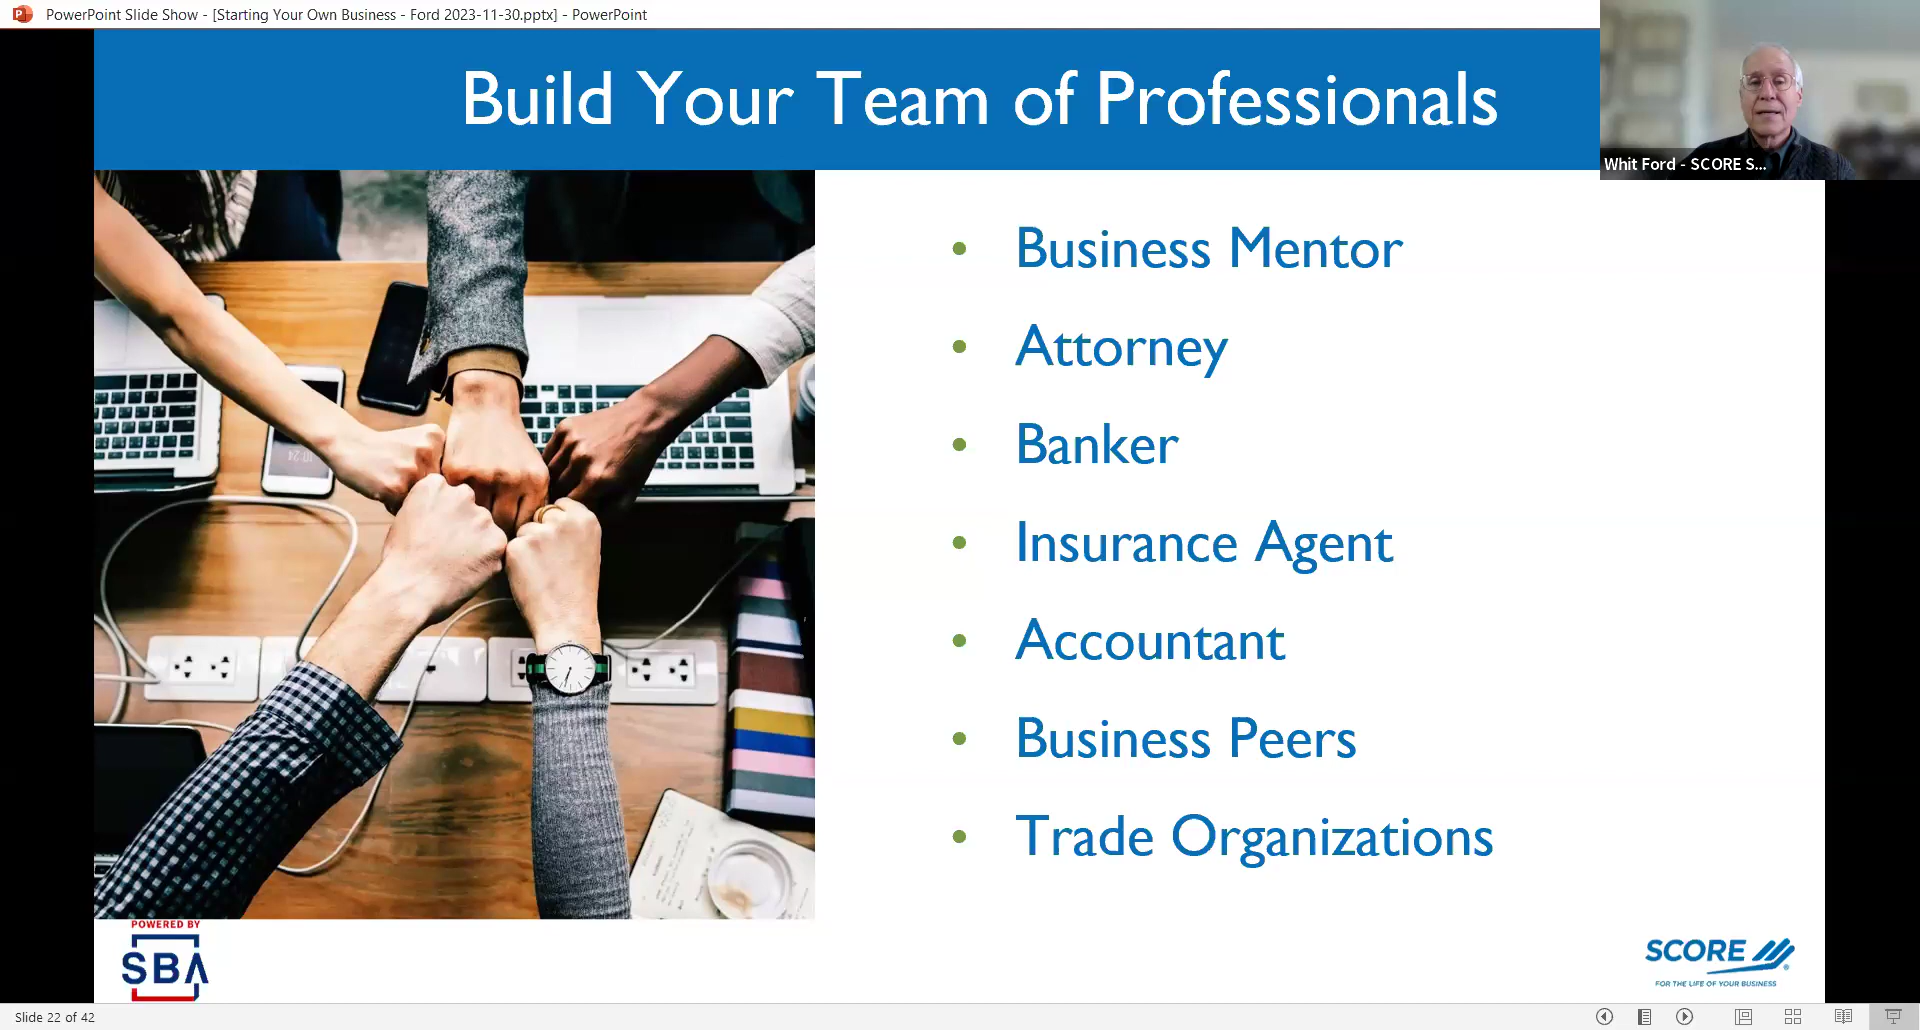 PowerPoint Slide Show - [Starting Your Own Business - Ford 2023-11-30.pptx] - PowerPoint
Build Your Team of Professionals
Whit Ford - SCORE S...
• Business Mentor
• Attorney
• Banker
• Insurance Agent
• Accountant
• Business Peers
• Trade Organizations
POWERED BY
SBA
SCORE
FOR THE LIFE OF YOUR BUSINESS
Slide 22 of 42